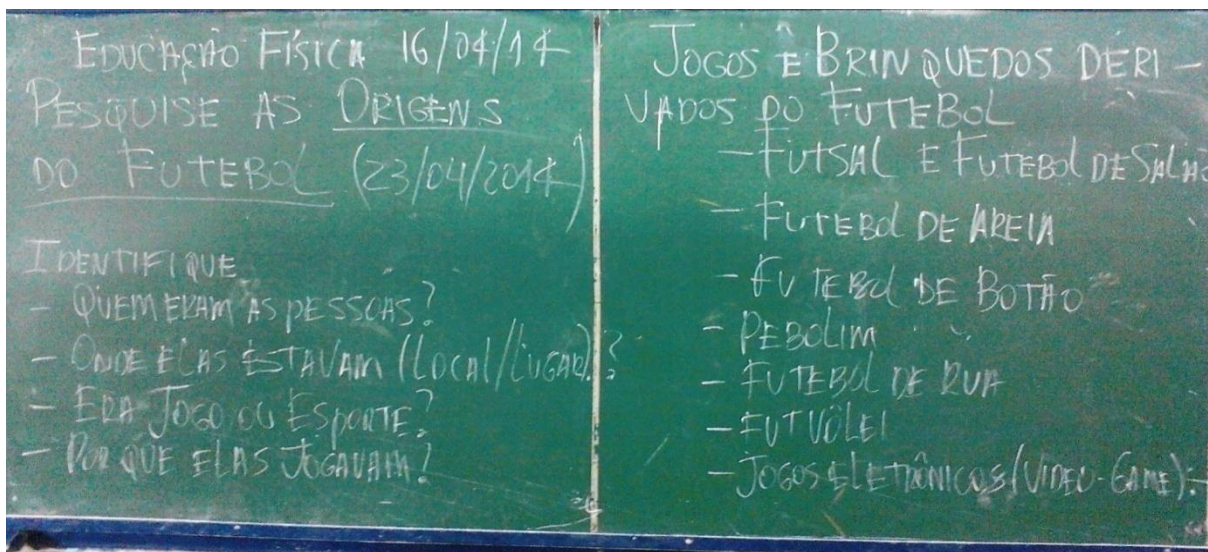 EDUCAÇÃO FÍSICA 16/04/14
PESQUISE AS ORIGENS
DO FUTEBOL (23/04/2014)
IDENTIFIQUE
- QUEM ERAM AS PESSOAS?
- ONDE ELAS ESTAVAM (LOCAL/LUGAR)?
- ERA JOGO OU ESPORTE?
- POR QUE ELAS JOGAVAM?
JOGOS E BRINQUEDOS DERI-
VADOS DO FUTEBOL
- FUTSAL E FUTEBOL DE SALÃO
- FUTEBOL DE AREIA
- FUTEBOL DE BOTÃO
- PEBOLIM
- FUTEBOL DE RUA
- FUTVÔLEI
- JOGOS ELETRÔNICOS (VIDEO-GAME):-